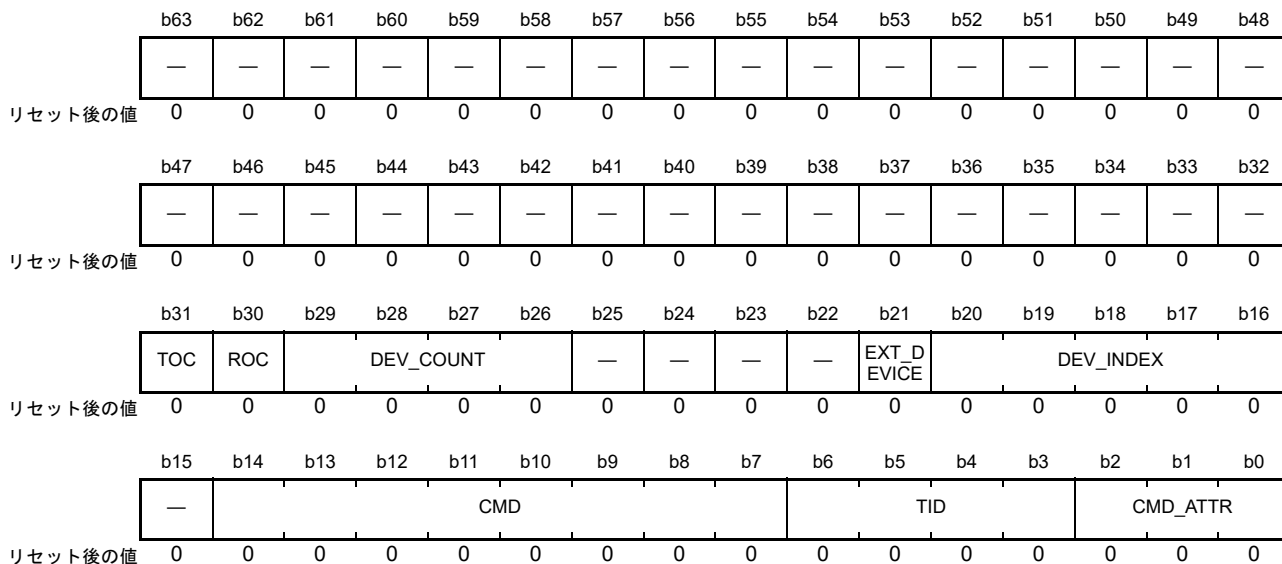 b63 b62 b61 b60 b59 b58 b57 b56 b55 b54 b53 b52 b51 b50 b49 b48
— — — — — — — — — — — — — — — —
リセット後の値 0 0 0 0 0 0 0 0 0 0 0 0 0 0 0 0
b47 b46 b45 b44 b43 b42 b41 b40 b39 b38 b37 b36 b35 b34 b33 b32
— — — — — — — — — — — — — — — —
リセット後の値 0 0 0 0 0 0 0 0 0 0 0 0 0 0 0 0
b31 b30 b29 b28 b27 b26 b25 b24 b23 b22 b21 b20 b19 b18 b17 b16
TOC ROC DEV_COUNT — — — — EXT_D
EVICE DEV_INDEX
リセット後の値 0 0 0 0 0 0 0 0 0 0 0 0 0 0 0 0
b15 b14 b13 b12 b11 b10 b9 b8 b7 b6 b5 b4 b3 b2 b1 b0
— CMD TID CMD_ATTR
リセット後の値 0 0 0 0 0 0 0 0 0 0 0 0 0 0 0 0